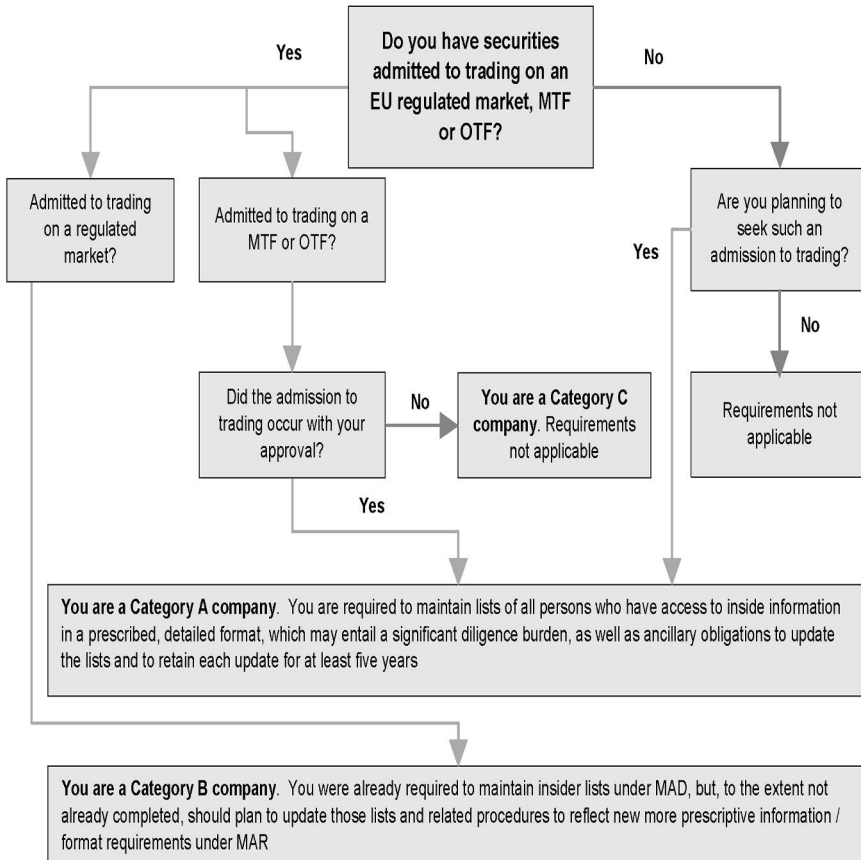 Yes
Do you have securities
admitted to trading on an
EU regulated market, MTF
or OTF?
No
Admitted to trading
on a regulated
market?
Admitted to trading on a
MTF or OTF?
Are you planning to
seek such an
admission to trading?
Yes
No
Did the admission to
trading occur with your
approval?
No
You are a Category C
company. Requirements
not applicable
Requirements not
applicable
Yes
You are a Category A company. You are required to maintain lists of all persons who have access to inside information
in a prescribed, detailed format, which may entail a significant diligence burden, as well as ancillary obligations to update
the lists and to retain each update for at least five years
You are a Category B company. You were already required to maintain insider lists under MAD, but, to the extent not
already completed, should plan to update those lists and related procedures to reflect new more prescriptive information /
format requirements under MAR